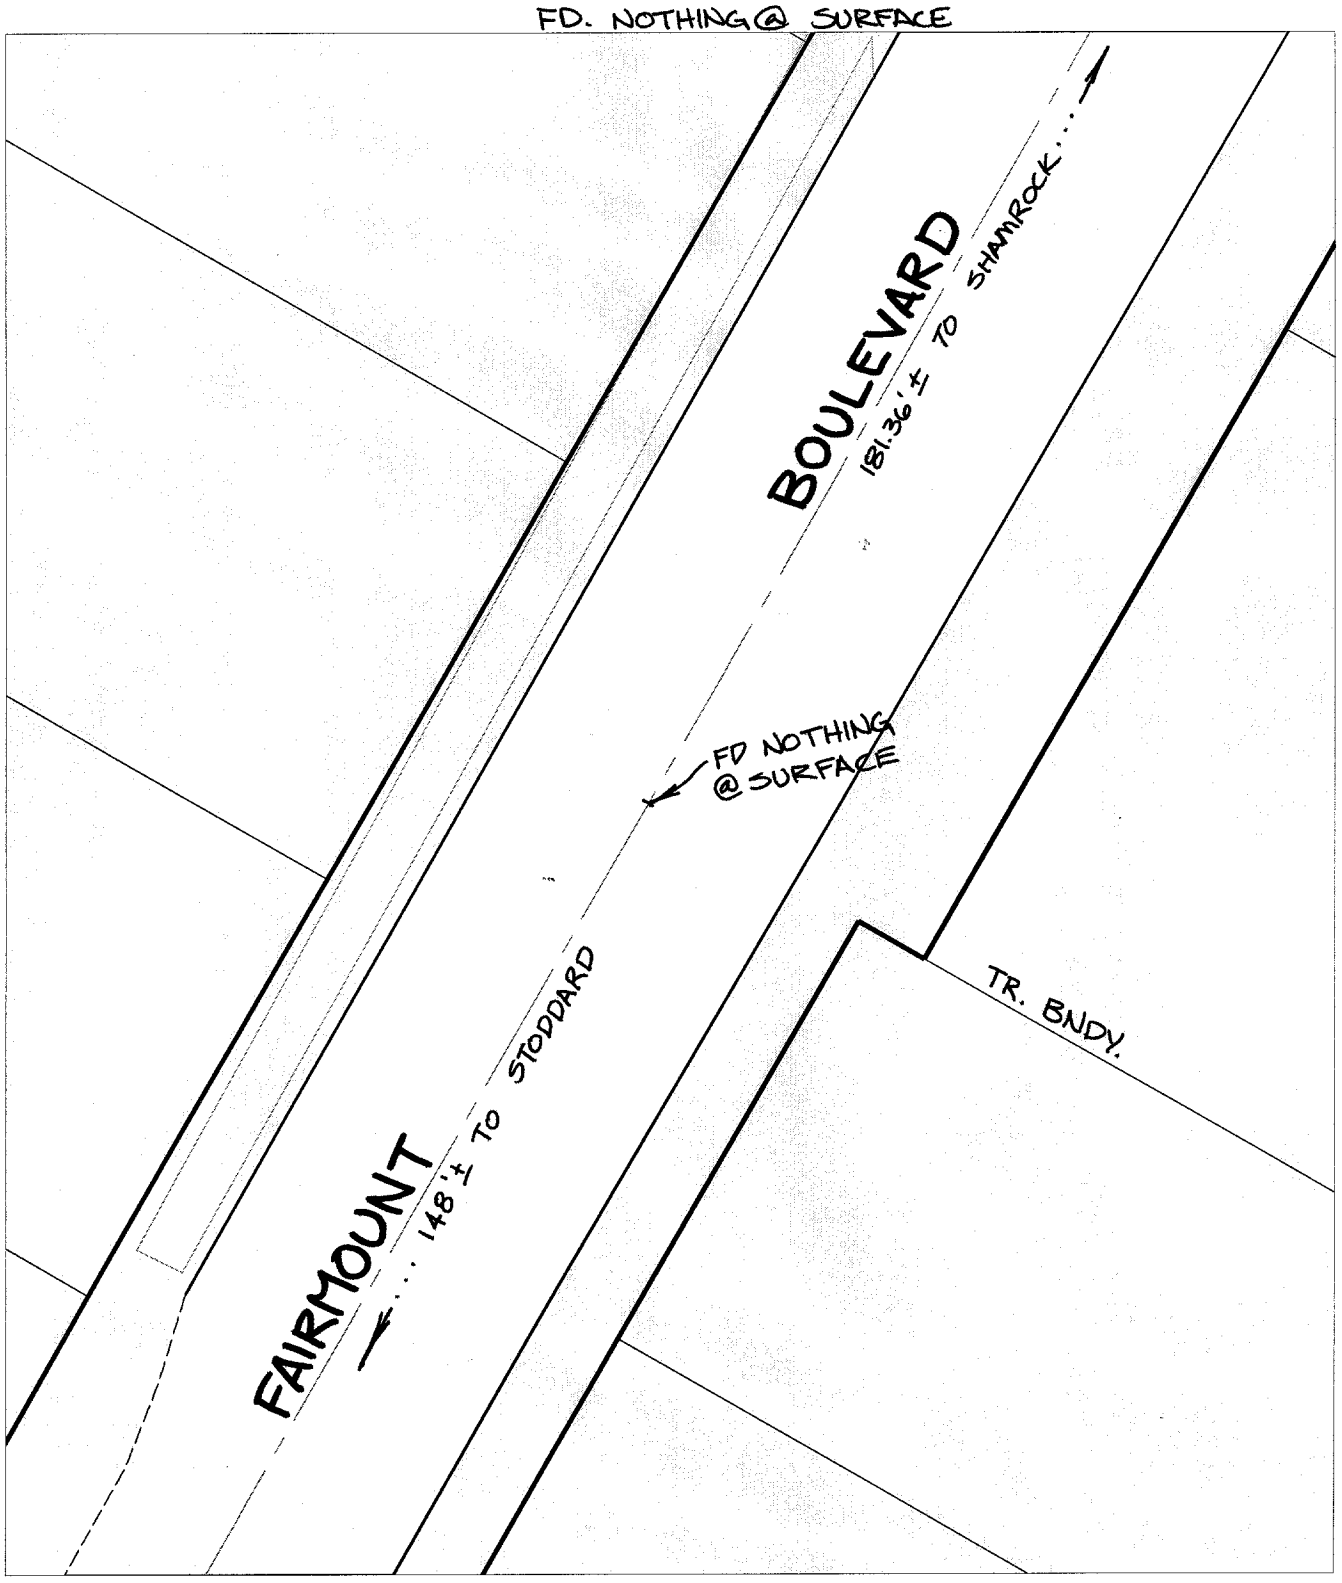 FD. NOTHING @ SURFACE
BOULEVARD
181.36'± TO SHAMROCK....
FD NOTHING
@ SURFACE
TR. BNDY.
FAIRMOUNT
.... 148'± TO STODDARD